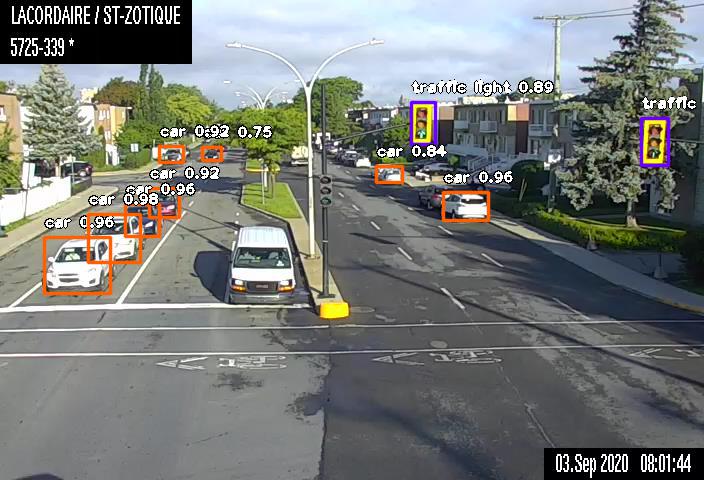 LACORDAIRE / ST-ZOTIQUE
5725-339 *
traffic light 0.89
traffic
car 0.92
0.75
car 0.84
car 0.92
car 0.96
car 0.96
car 0.98
car 0.96
03.Sep 2020 08:01:44